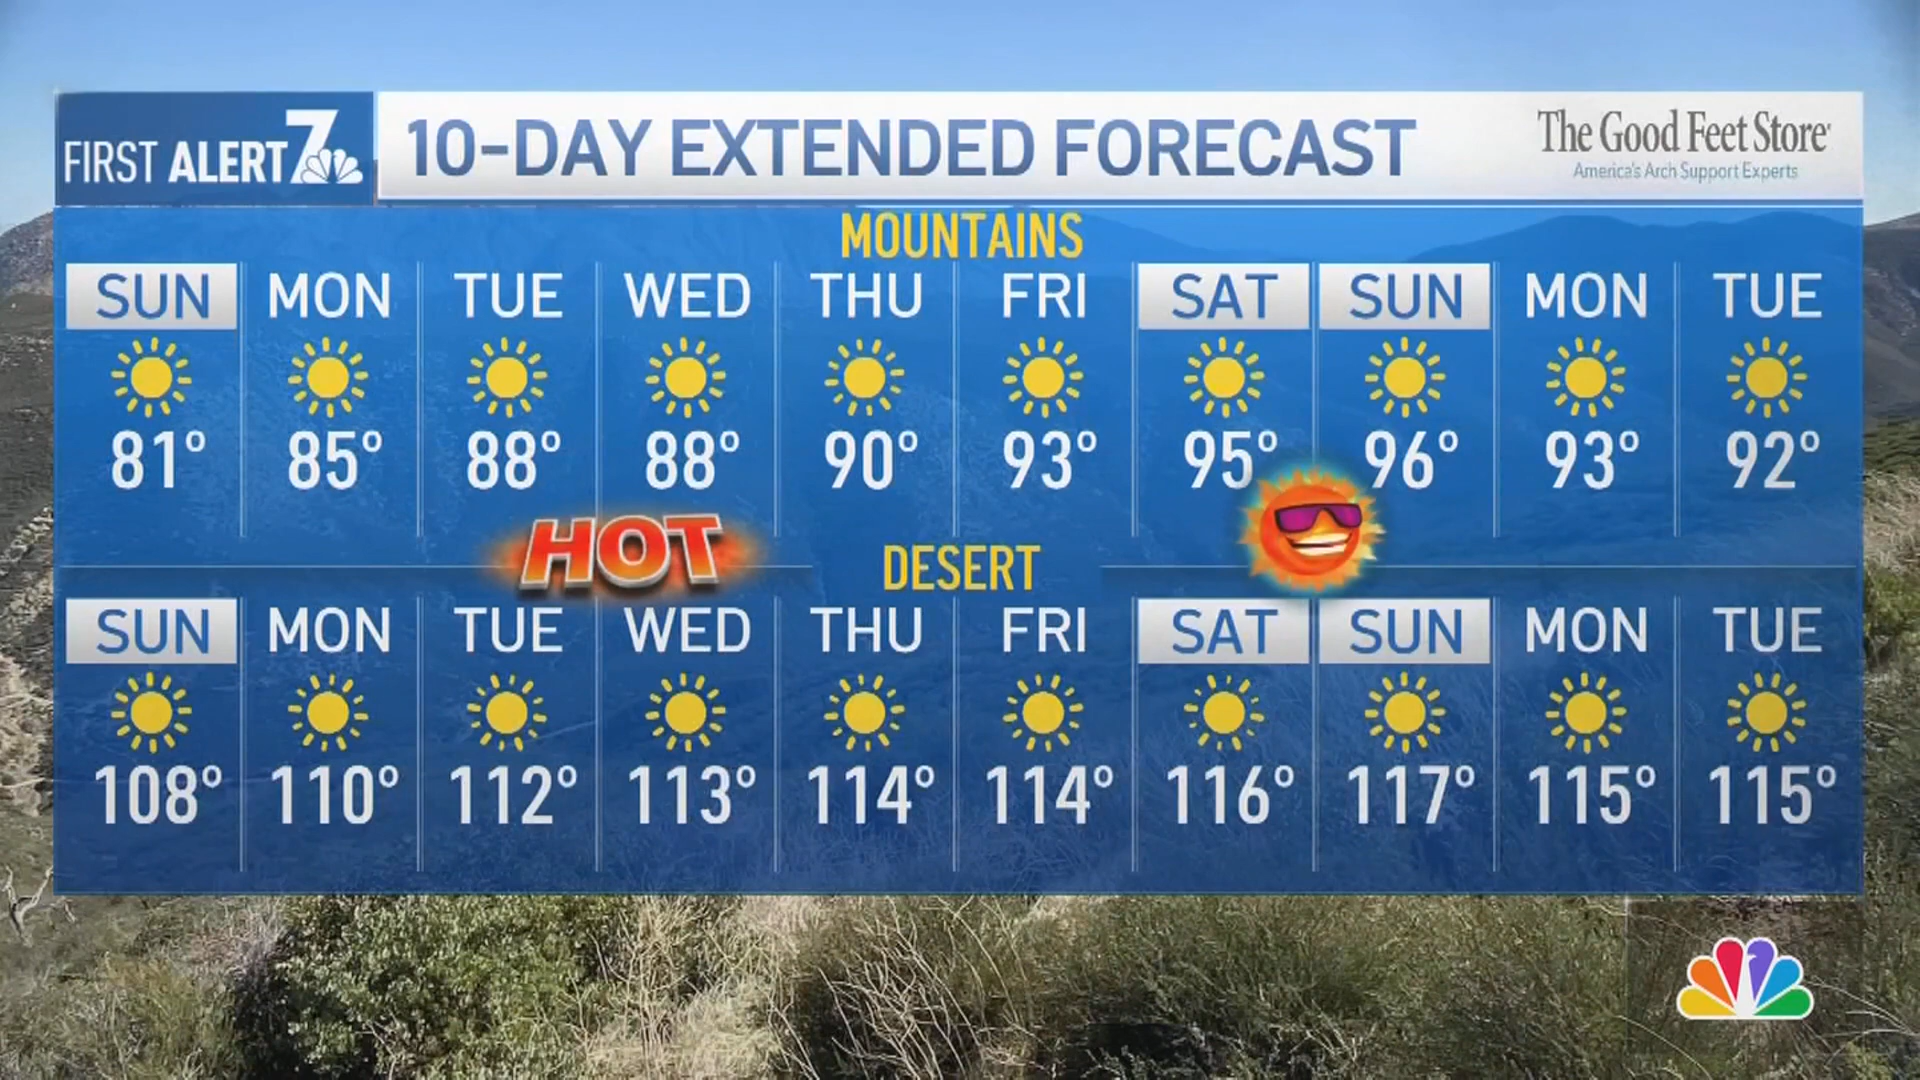 FIRST ALERT 7
10-DAY EXTENDED FORECAST
The Good Feet Store
America's Arch Support Experts
MOUNTAINS
SUN MON TUE WED THU FRI SAT SUN MON TUE
81° 85° 88° 88° 90° 93° 95° 96° 93° 92°
HOT
DESERT
SUN MON TUE WED THU FRI SAT SUN MON TUE
108° 110° 112° 113° 114° 114° 116° 117° 115° 115°